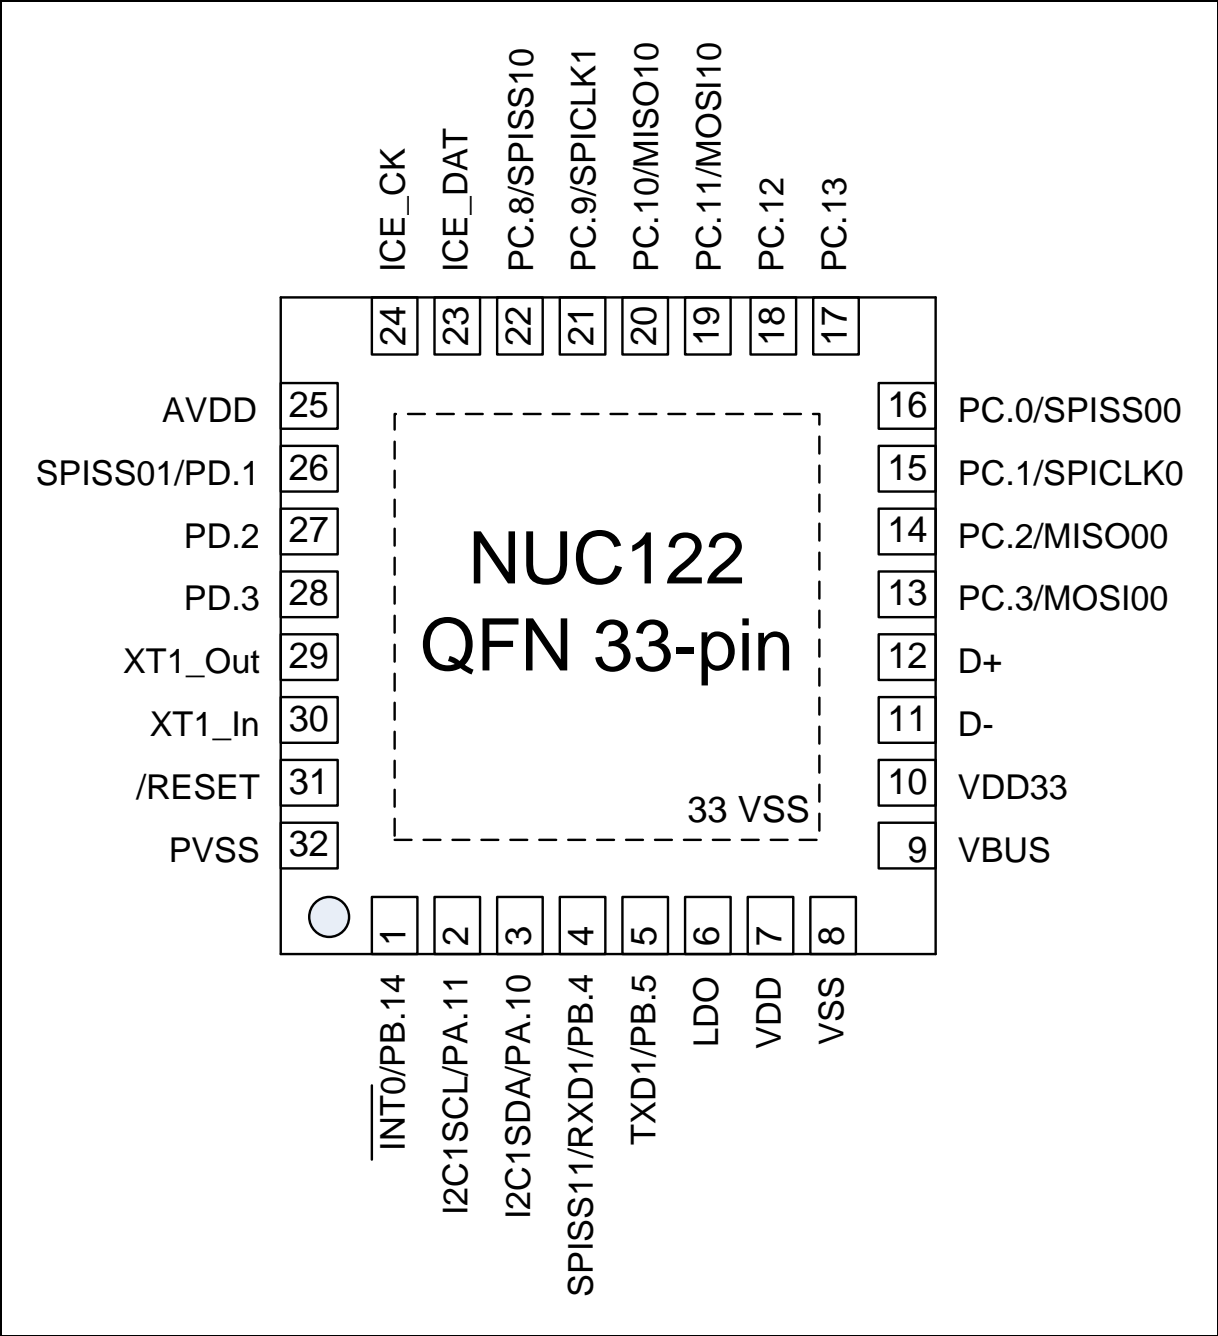 ICE_CK
ICE_DAT
PC.8/SPISS10
PC.9/SPICLK1
PC.10/MISO10
PC.11/MOSI10
PC.12
PC.13
24
23
22
21
20
19
18
17
AVDD 25
SPISS01/PD.1 26
PD.2 27
PD.3 28
XT1_Out 29
XT1_In 30
/RESET 31
PVSS 32
NUC122
QFN 33-pin
33 VSS
16 PC.0/SPISS00
15 PC.1/SPICLK0
14 PC.2/MISO00
13 PC.3/MOSI00
12 D+
11 D-
10 VDD33
9 VBUS
1
2
3
4
5
6
7
8
INT0/PB.14
I2C1SCL/PA.11
I2C1SDA/PA.10
SPISS11/RXD1/PB.4
TXD1/PB.5
LDO
VDD
VSS